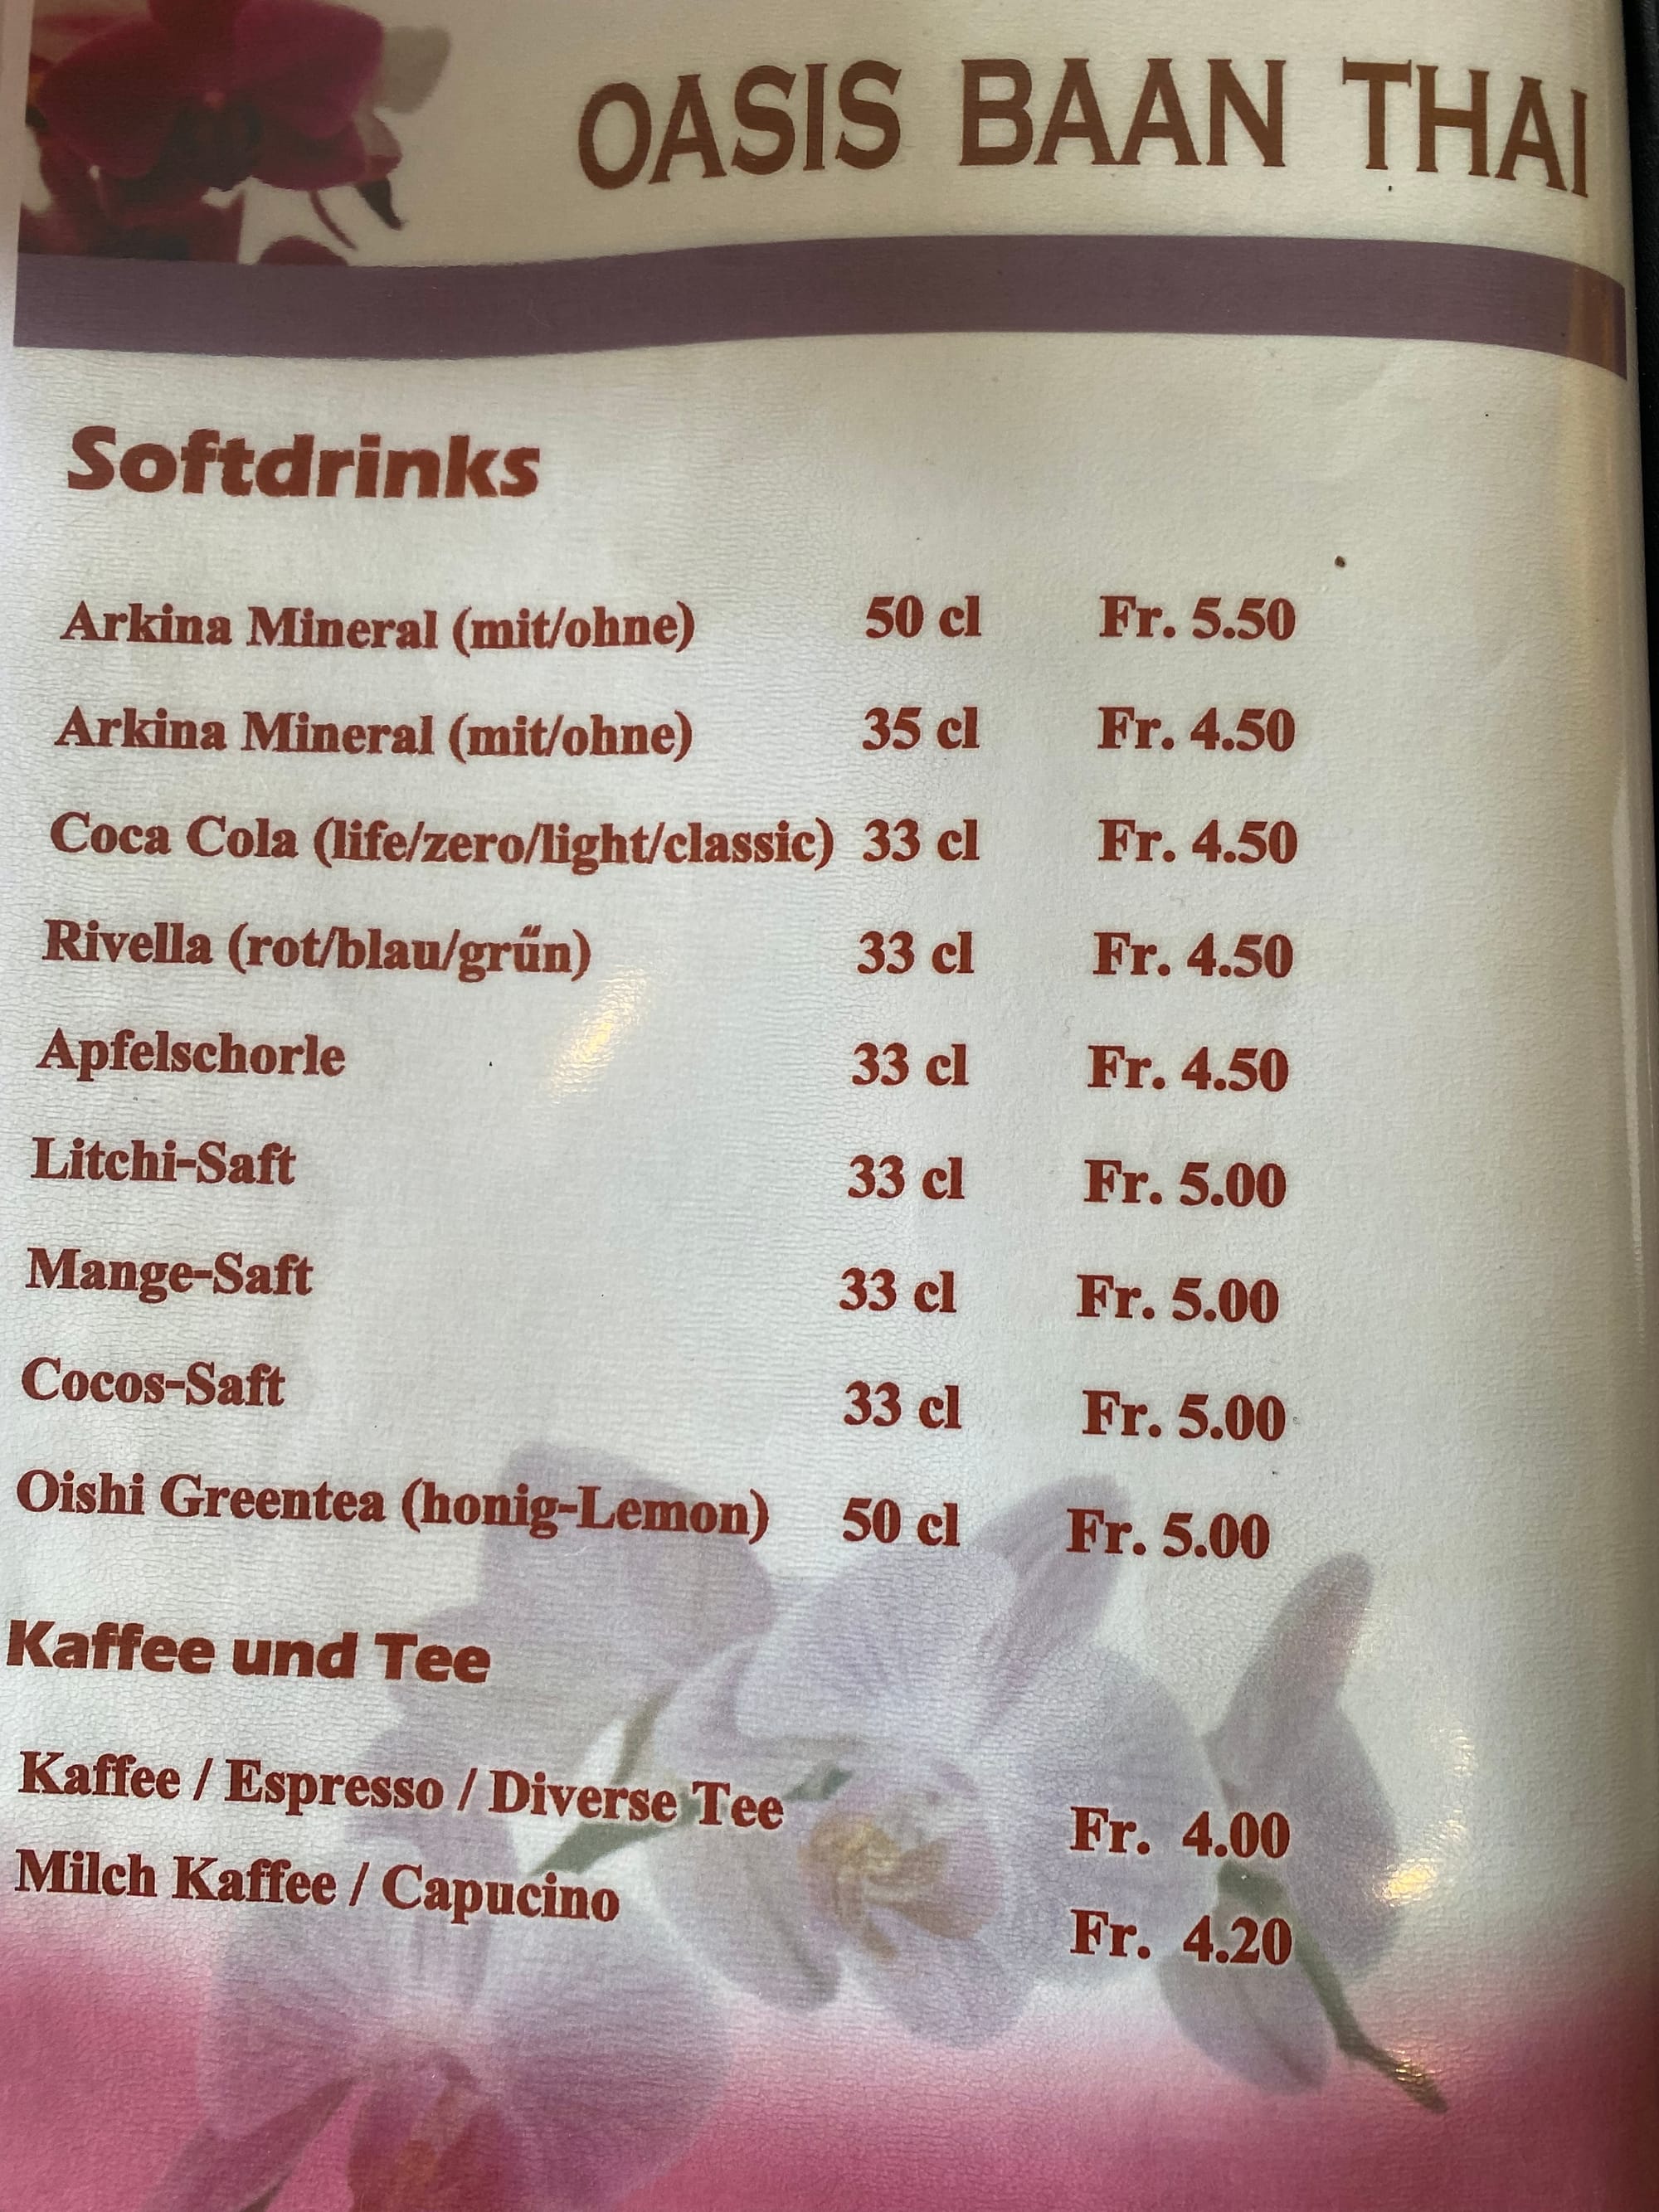 OASIS BAAN THAI
Softdrinks
Arkina Mineral (mit/ohne) 50 cl Fr. 5.50
Arkina Mineral (mit/ohne) 35 cl Fr. 4.50
Coca Cola (life/zero/light/classic) 33 cl Fr. 4.50
Rivella (rot/blau/grűn) 33 cl Fr. 4.50
Apfelschorle 33 cl Fr. 4.50
Litchi-Saft 33 cl Fr. 5.00
Mange-Saft 33 cl Fr. 5.00
Cocos-Saft 33 cl Fr. 5.00
Oishi Greentea (honig-Lemon) 50 cl Fr. 5.00
Kaffee und Tee
Kaffee / Espresso / Diverse Tee Fr. 4.00
Milch Kaffee / Capucino Fr. 4.20